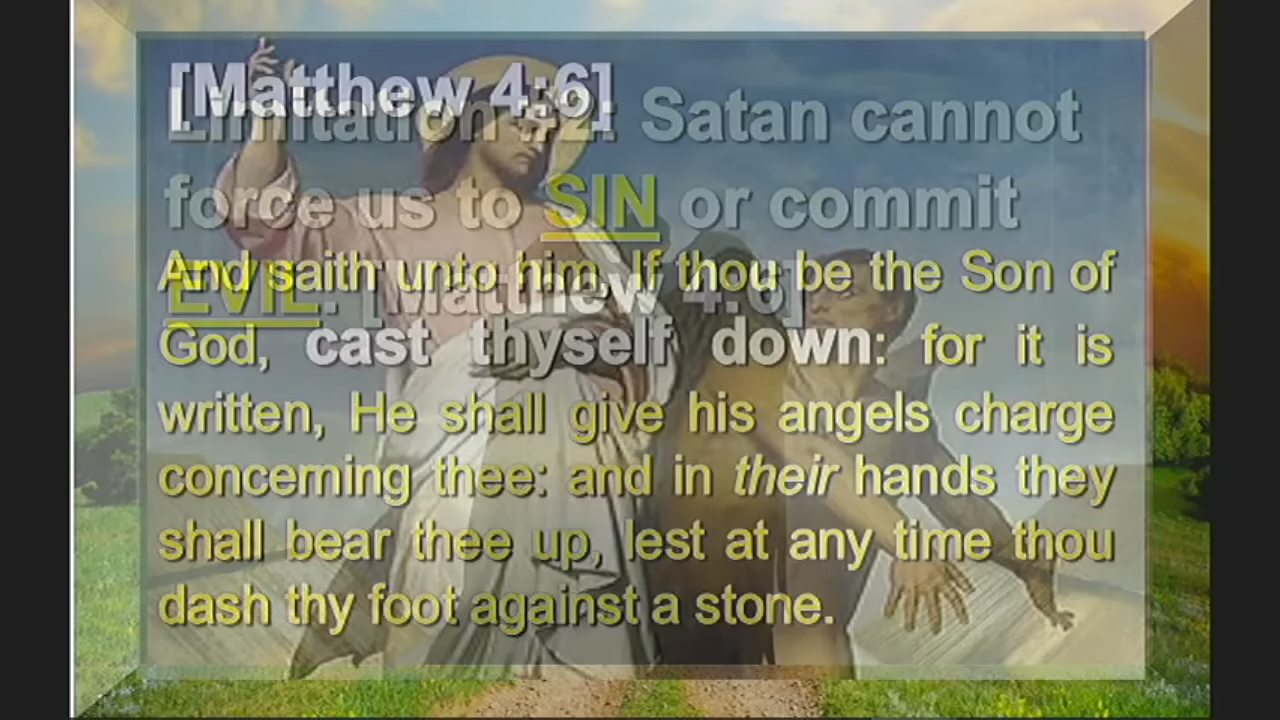 [Matthew 4:6]
Limitation #2: Satan cannot
force us to SIN or commit
EVIL. [Matthew 4:6]
And saith unto him, If thou be the Son of
God, cast thyself down: for it is
written, He shall give his angels charge
concerning thee: and in their hands they
shall bear thee up, lest at any time thou
dash thy foot against a stone.